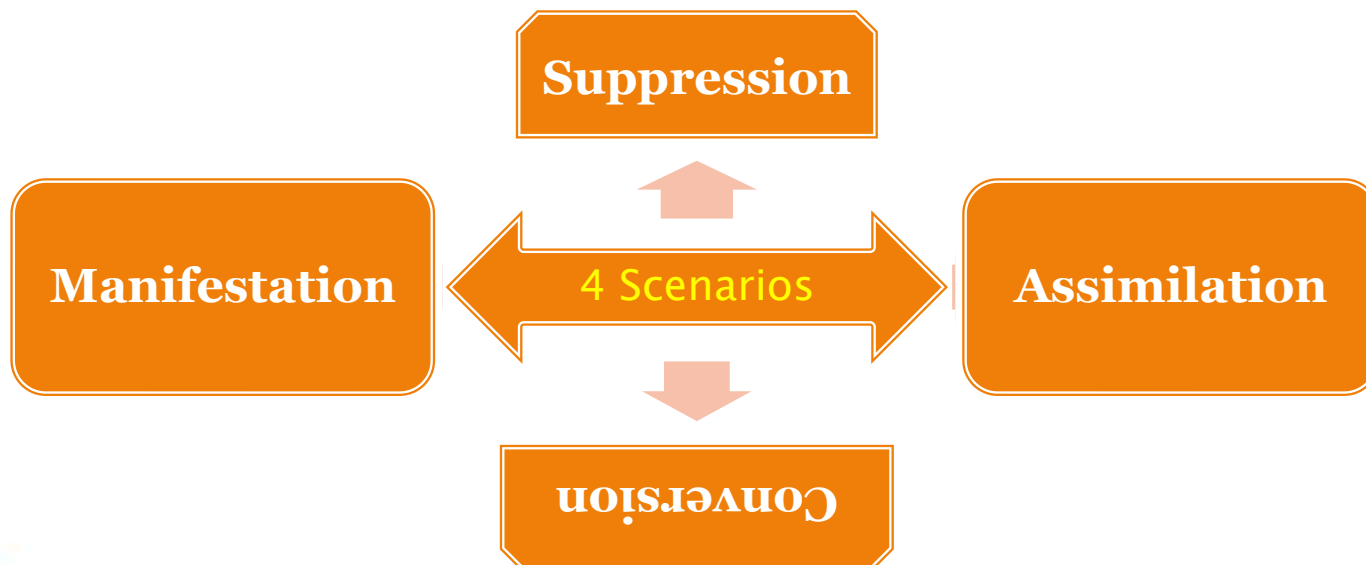 Suppression
Manifestation
4 Scenarios
Assimilation
Conversion